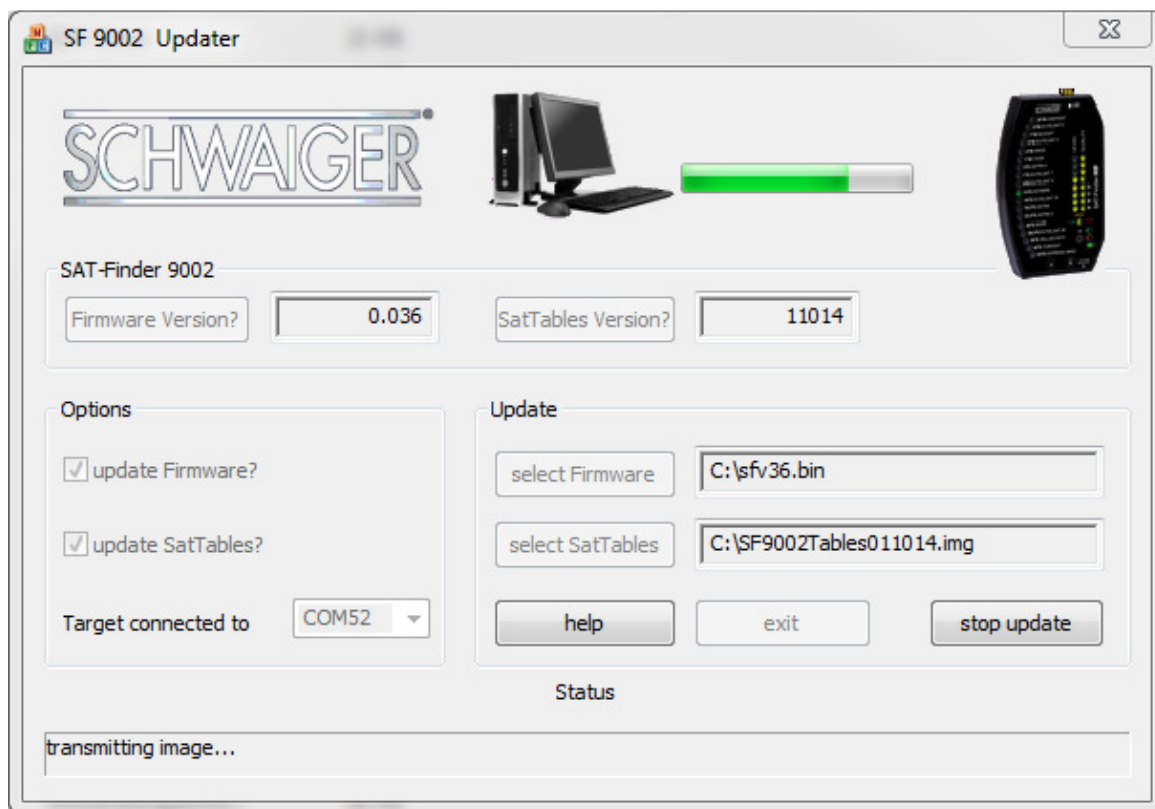 SF 9002 Updater
SCHWAIGER
SAT-Finder 9002
Firmware Version? 0.036 SatTables Version? 11014
Options
update Firmware?
update SatTables?
Target connected to COM52
Update
select Firmware C:\sfv36.bin
select SatTables C:\SF9002Tables011014.img
help exit stop update
Status
transmitting image...